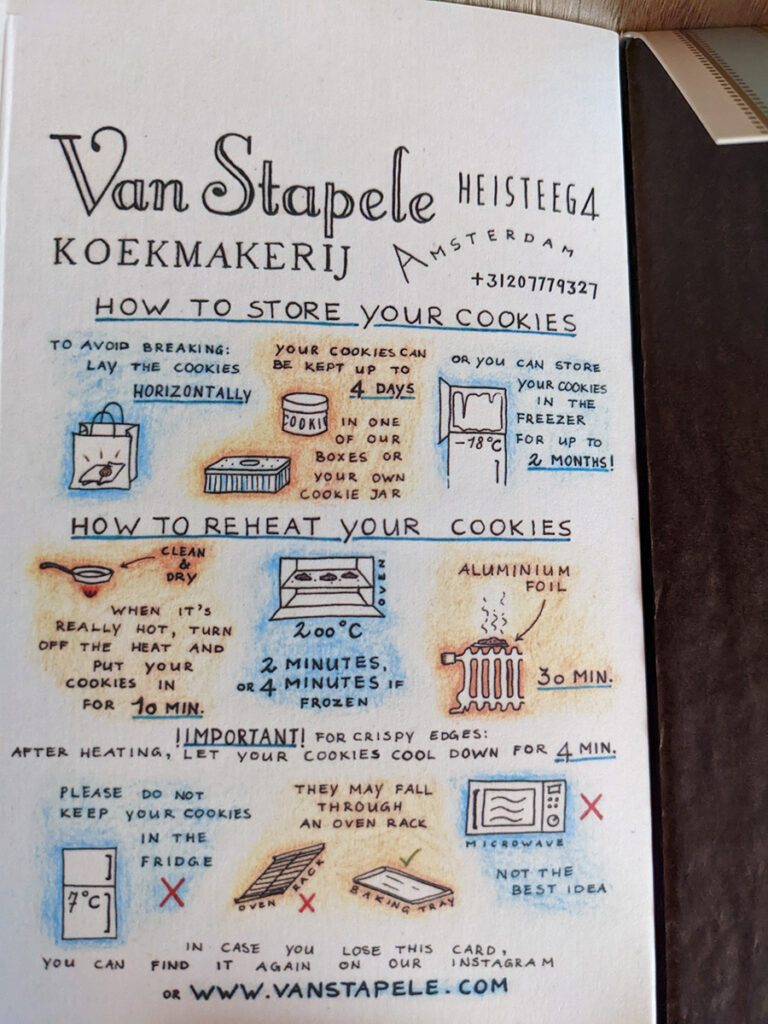 Van Stapele
KOEKMAKERIJ
HEISTEEG 4
AMSTERDAM
+31207779327
HOW TO STORE YOUR COOKIES
TO AVOID BREAKING:
LAY THE COOKIES
HORIZONTALLY
YOUR COOKIES CAN
BE KEPT UP TO
4 DAYS
COOKIE
IN ONE
OF OUR
BOXES OR
YOUR OWN
COOKIE JAR
OR YOU CAN STORE
YOUR COOKIES
IN THE
FREEZER
FOR UP TO
2 MONTHS!
-18°C
HOW TO REHEAT YOUR COOKIES
CLEAN
&
DRY
WHEN IT'S
REALLY HOT, TURN
OFF THE HEAT AND
PUT YOUR
COOKIES IN
FOR 10 MIN.
OVEN
200°C
2 MINUTES,
OR 4 MINUTES IF
FROZEN
ALUMINIUM
FOIL
30 MIN.
!IMPORTANT! FOR CRISPY EDGES:
AFTER HEATING, LET YOUR COOKIES COOL DOWN FOR 4 MIN.
PLEASE DO NOT
KEEP YOUR COOKIES
IN THE
FRIDGE
7°C
THEY MAY FALL
THROUGH
AN OVEN RACK
OVEN RACK
BAKING TRAY
MICROWAVE
NOT THE
BEST IDEA
IN CASE YOU LOSE THIS CARD,
YOU CAN FIND IT AGAIN ON OUR INSTAGRAM
OR WWW.VANSTAPELE.COM